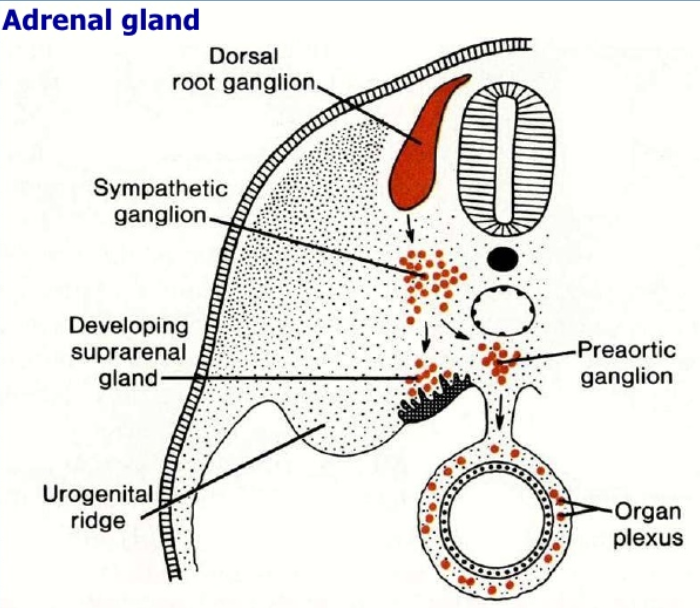 Adrenal gland
Dorsal
root ganglion
Sympathetic
ganglion
Developing
suprarenal
gland
Preaortic
ganglion
Urogenital
ridge
Organ
plexus